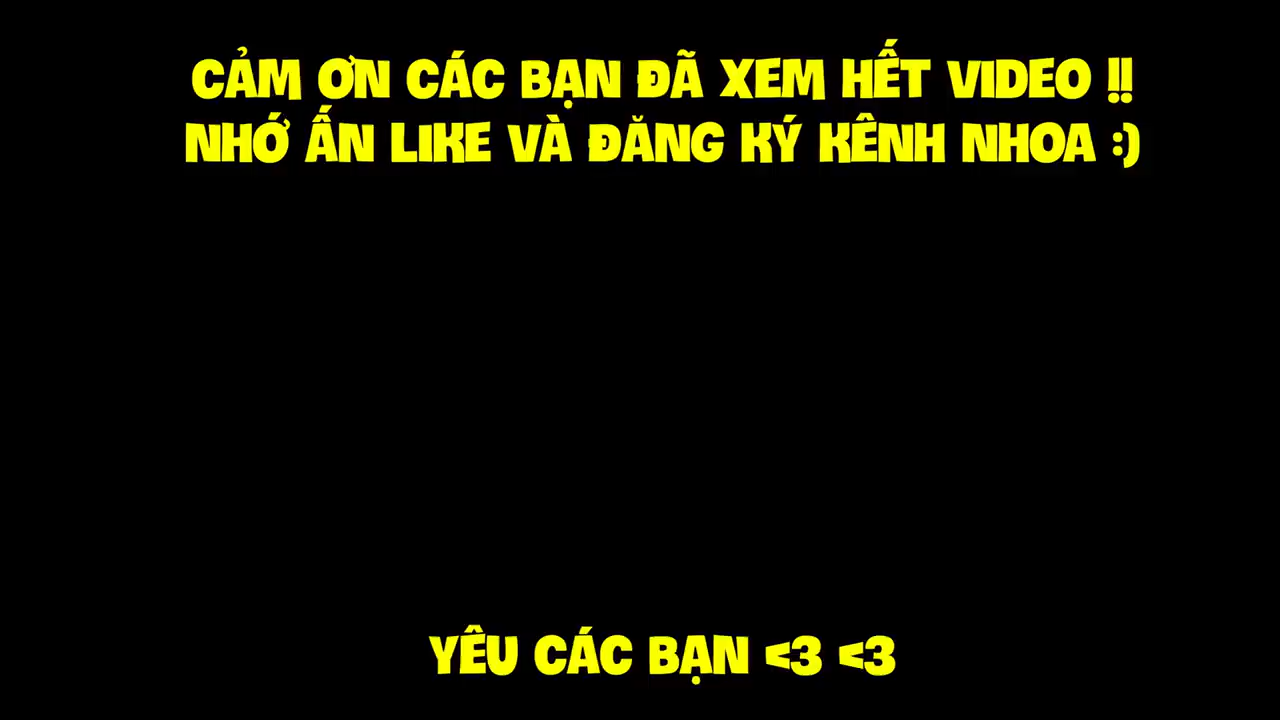 CẢM ƠN CÁC BẠN ĐÃ XEM HẾT VIDEO !!
NHỚ ẤN LIKE VÀ ĐĂNG KÝ KÊNH NHOA :)
YÊU CÁC BẠN <3 <3